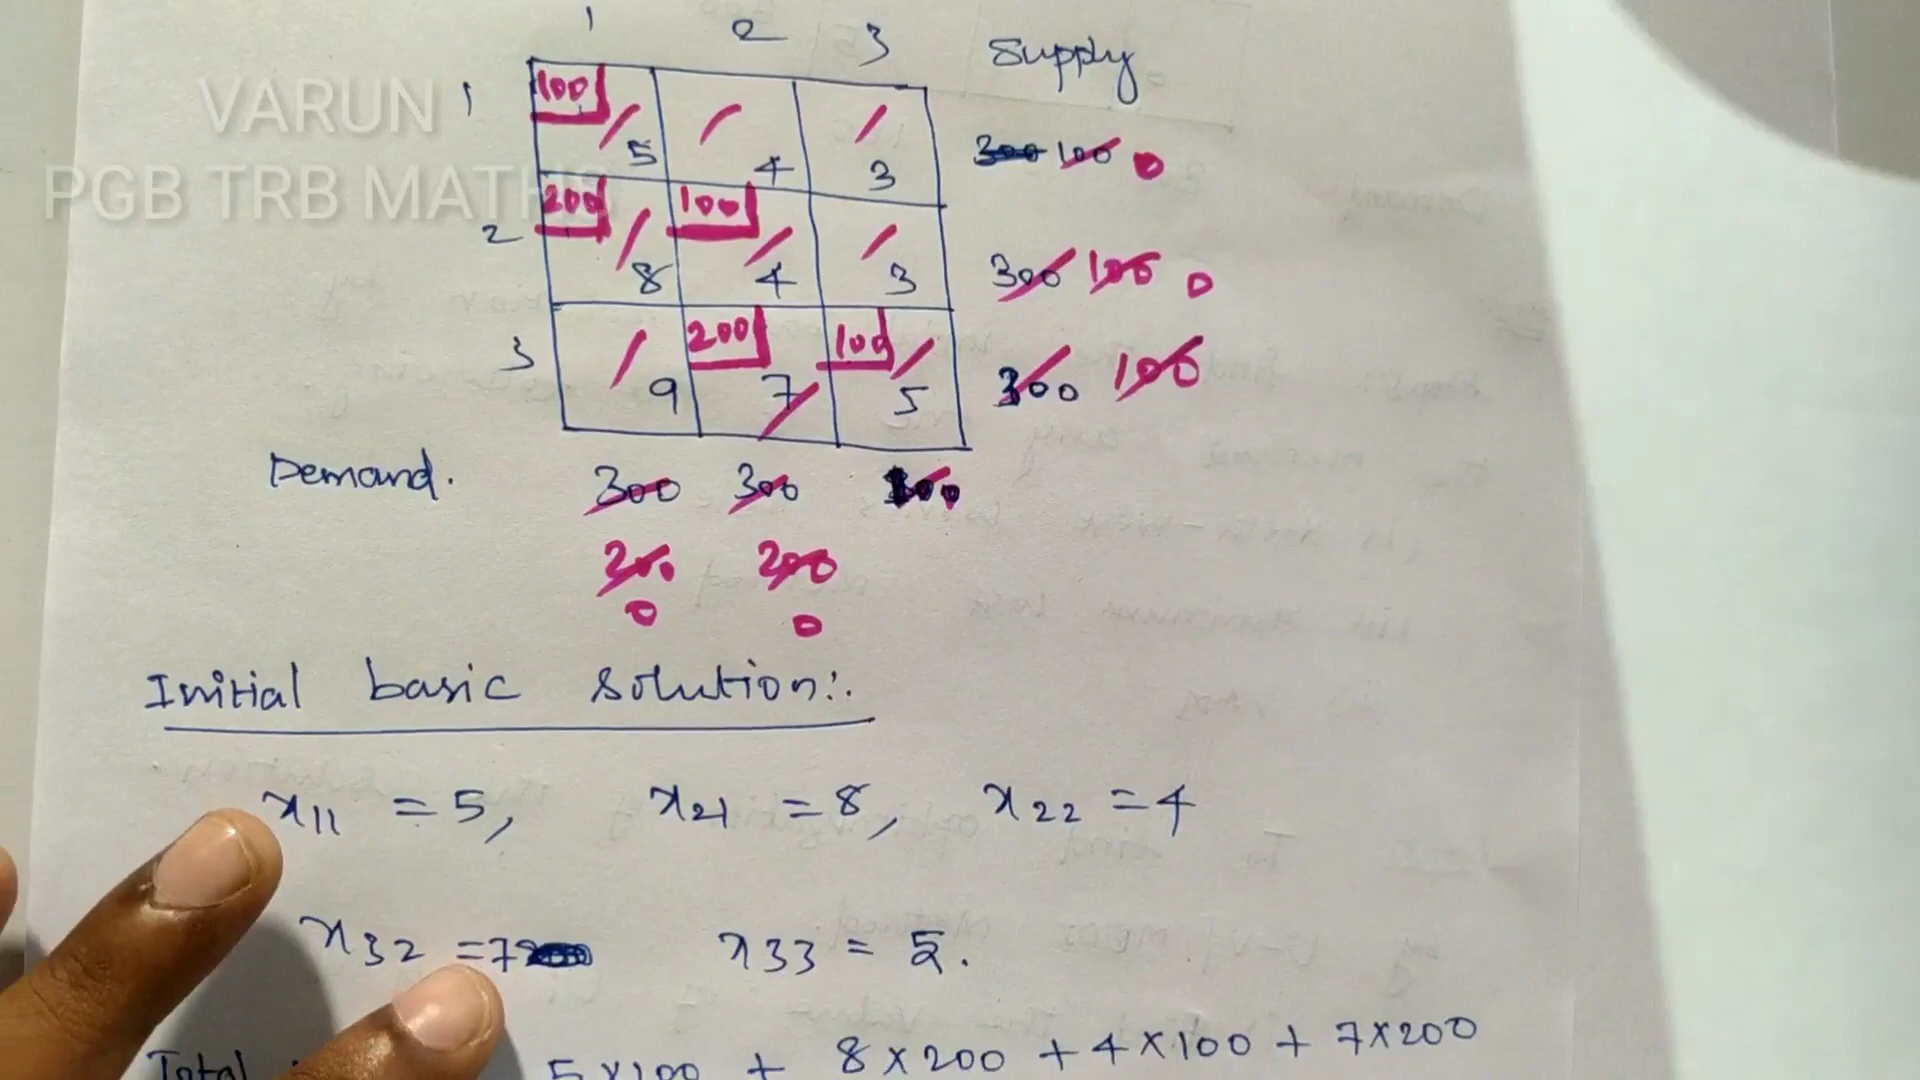 VARUN
PGB TRB MATHS
1 2 3 Supply
1 100 5 4 3 300 100 0
2 200 8 100 4 3 300 100 0
3 9 200 7 100 5 300 100
Demand. 300 300 100
200 200
0 0
Initial basic solution:.
x11 = 5, x21 = 8, x22 = 4
x32 = 7 x33 = 5.
Total 5x100 + 8x200 + 4x100 + 7x200